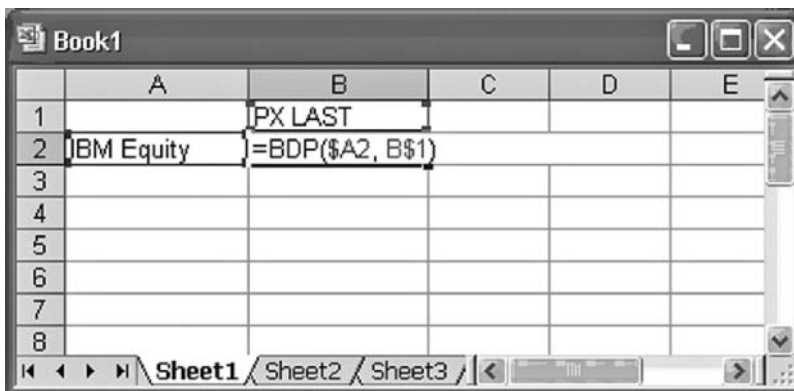 Book1
A B C D E
1 PX LAST
2 IBM Equity =BDP($A2, B$1)
3
4
5
6
7
8
Sheet1 Sheet2 Sheet3